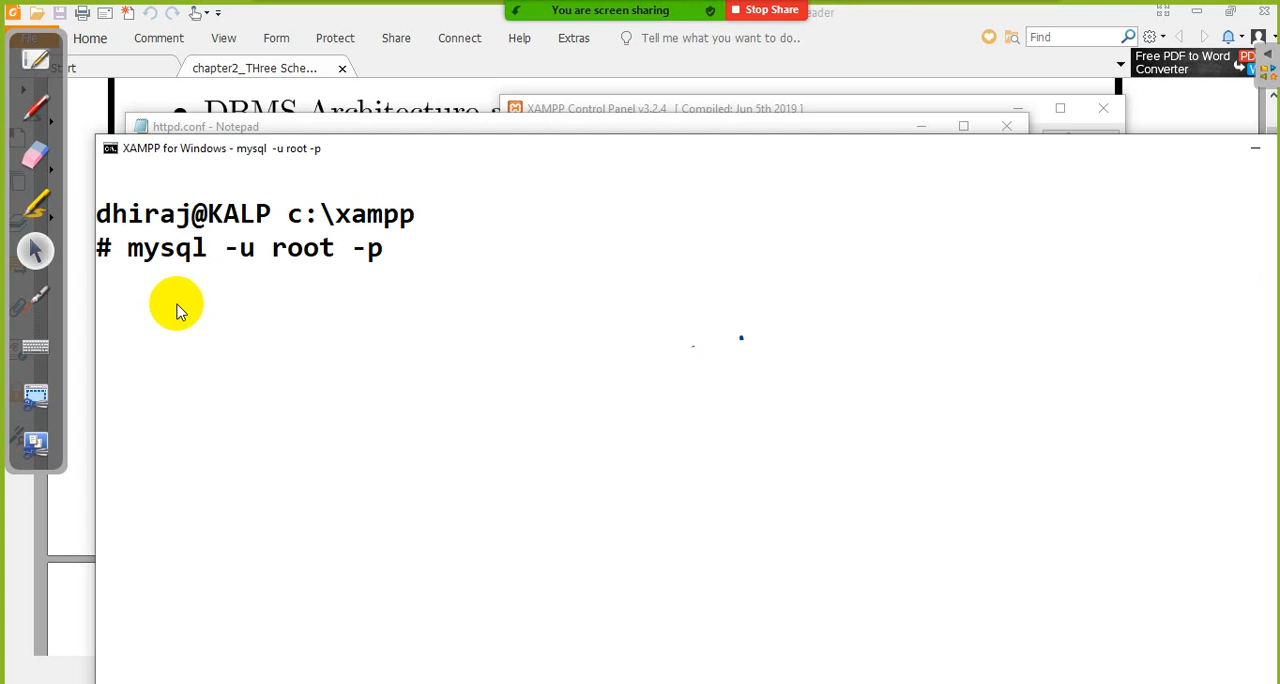 You are screen sharing
Stop Share
eader
Home Comment View Form Protect Share Connect Help Extras Tell me what you want to do.. Find
Free PDF to Word
Converter
chapter2_THree Sche...
XAMPP Control Panel v3.2.4 [ Compiled: Jun 5th 2019 ]
httpd.conf - Notepad
XAMPP for Windows - mysql -u root -p
dhiraj@KALP c:\xampp
# mysql -u root -p